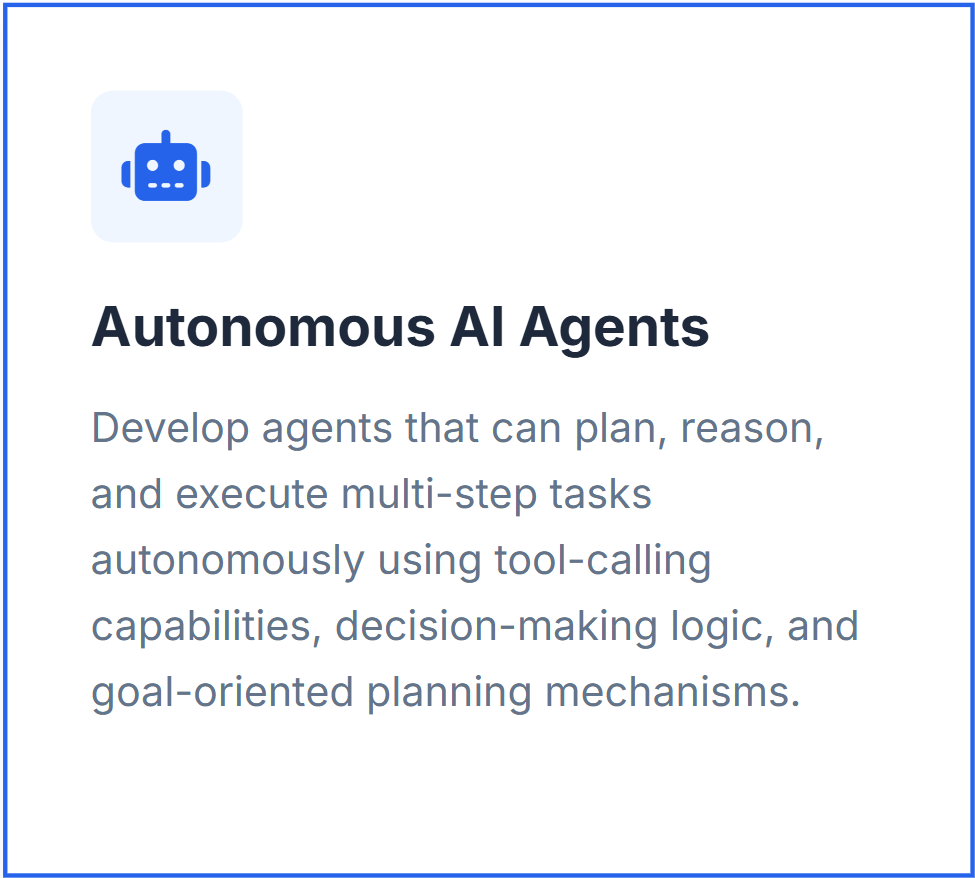 Autonomous AI Agents
Develop agents that can plan, reason,
and execute multi-step tasks
autonomously using tool-calling
capabilities, decision-making logic, and
goal-oriented planning mechanisms.